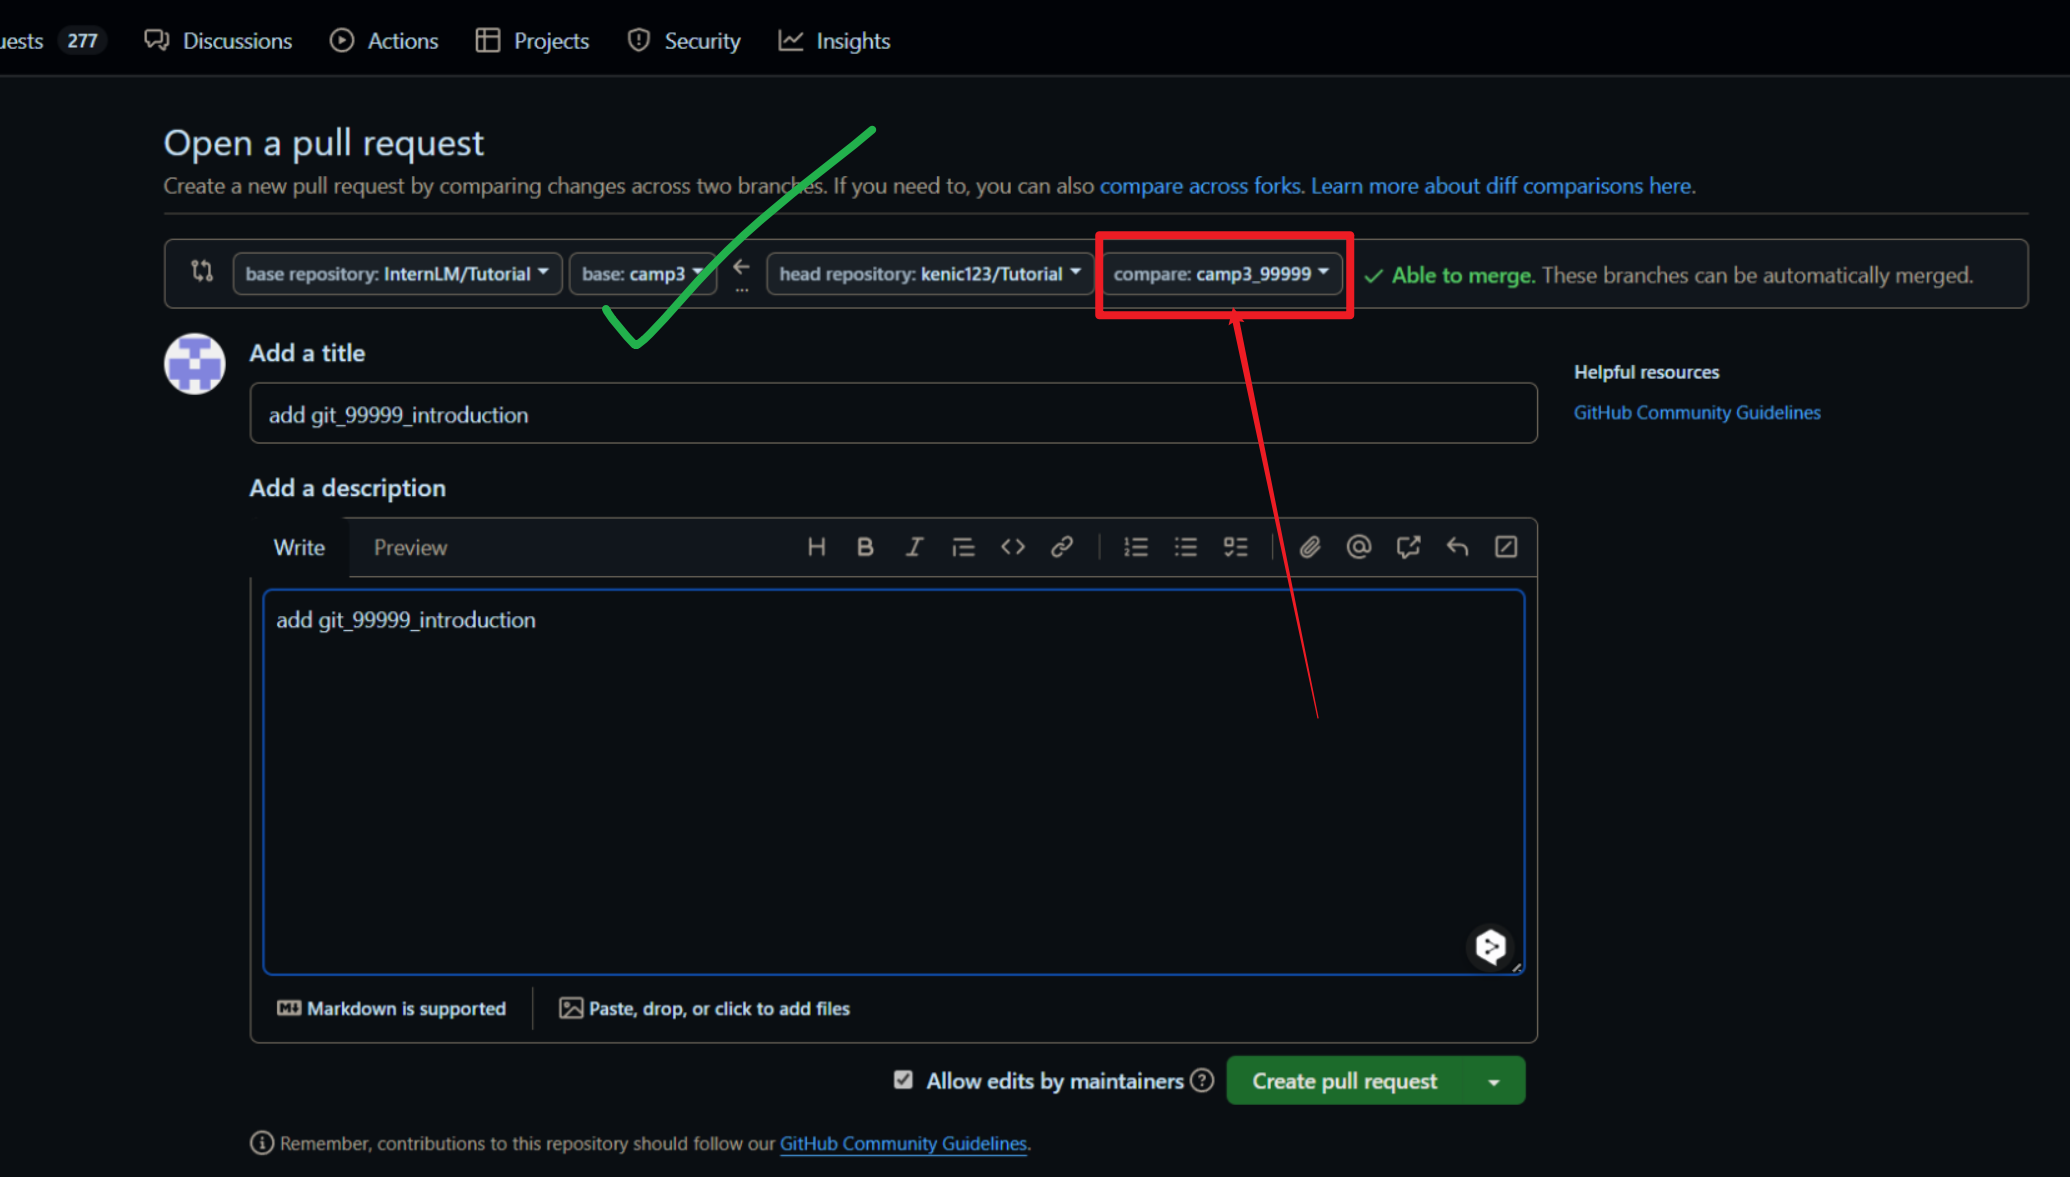 uests 277 Discussions Actions Projects Security Insights
Open a pull request
Create a new pull request by comparing changes across two branches. If you need to, you can also compare across forks. Learn more about diff comparisons here.
base repository: InternLM/Tutorial base: camp3 ... head repository: kenic123/Tutorial compare: camp3_99999 Able to merge. These branches can be automatically merged.
Add a title
add git_99999_introduction
Helpful resources
GitHub Community Guidelines
Add a description
Write Preview
add git_99999_introduction
Markdown is supported Paste, drop, or click to add files
Allow edits by maintainers Create pull request
Remember, contributions to this repository should follow our GitHub Community Guidelines.